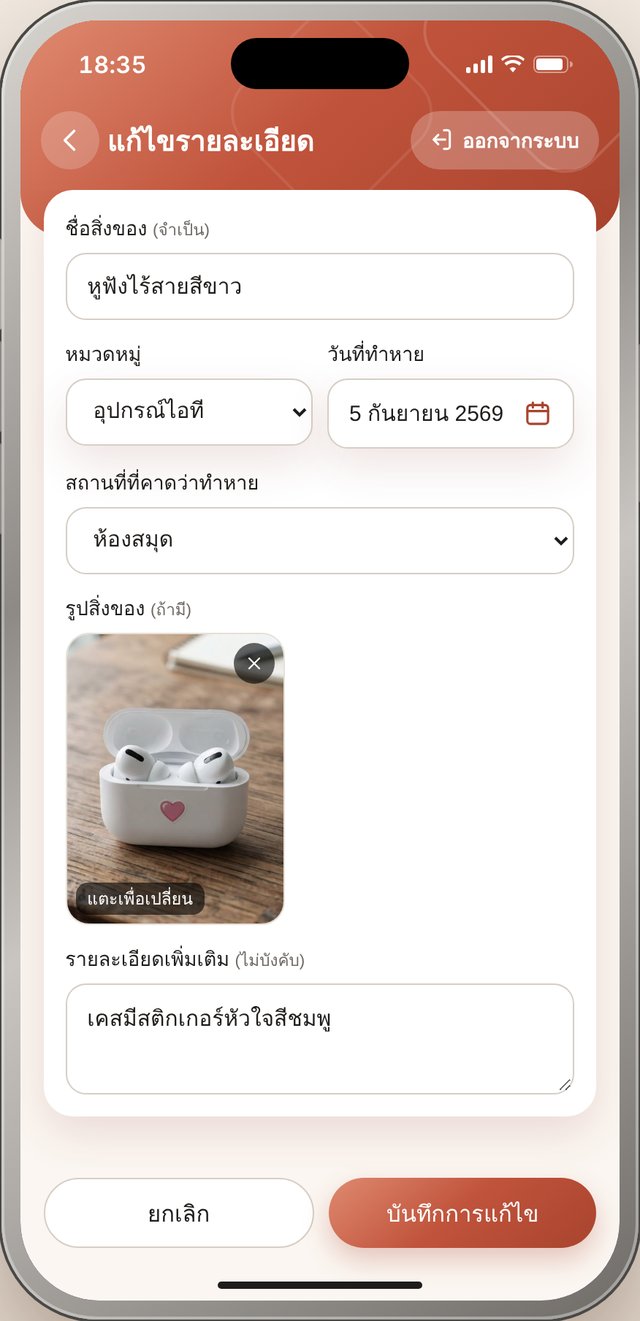 18:35
แก้ไขรายละเอียด
ออกจากระบบ
ชื่อสิ่งของ (จำเป็น)
หูฟังไร้สายสีขาว
หมวดหมู่
วันที่ทำหาย
อุปกรณ์ไอที
5 กันยายน 2569
สถานที่ที่คาดว่าทำหาย
ห้องสมุด
รูปสิ่งของ (ถ้ามี)
แตะเพื่อเปลี่ยน
รายละเอียดเพิ่มเติม (ไม่บังคับ)
เคสมีสติกเกอร์หัวใจสีชมพู
ยกเลิก
บันทึกการแก้ไข